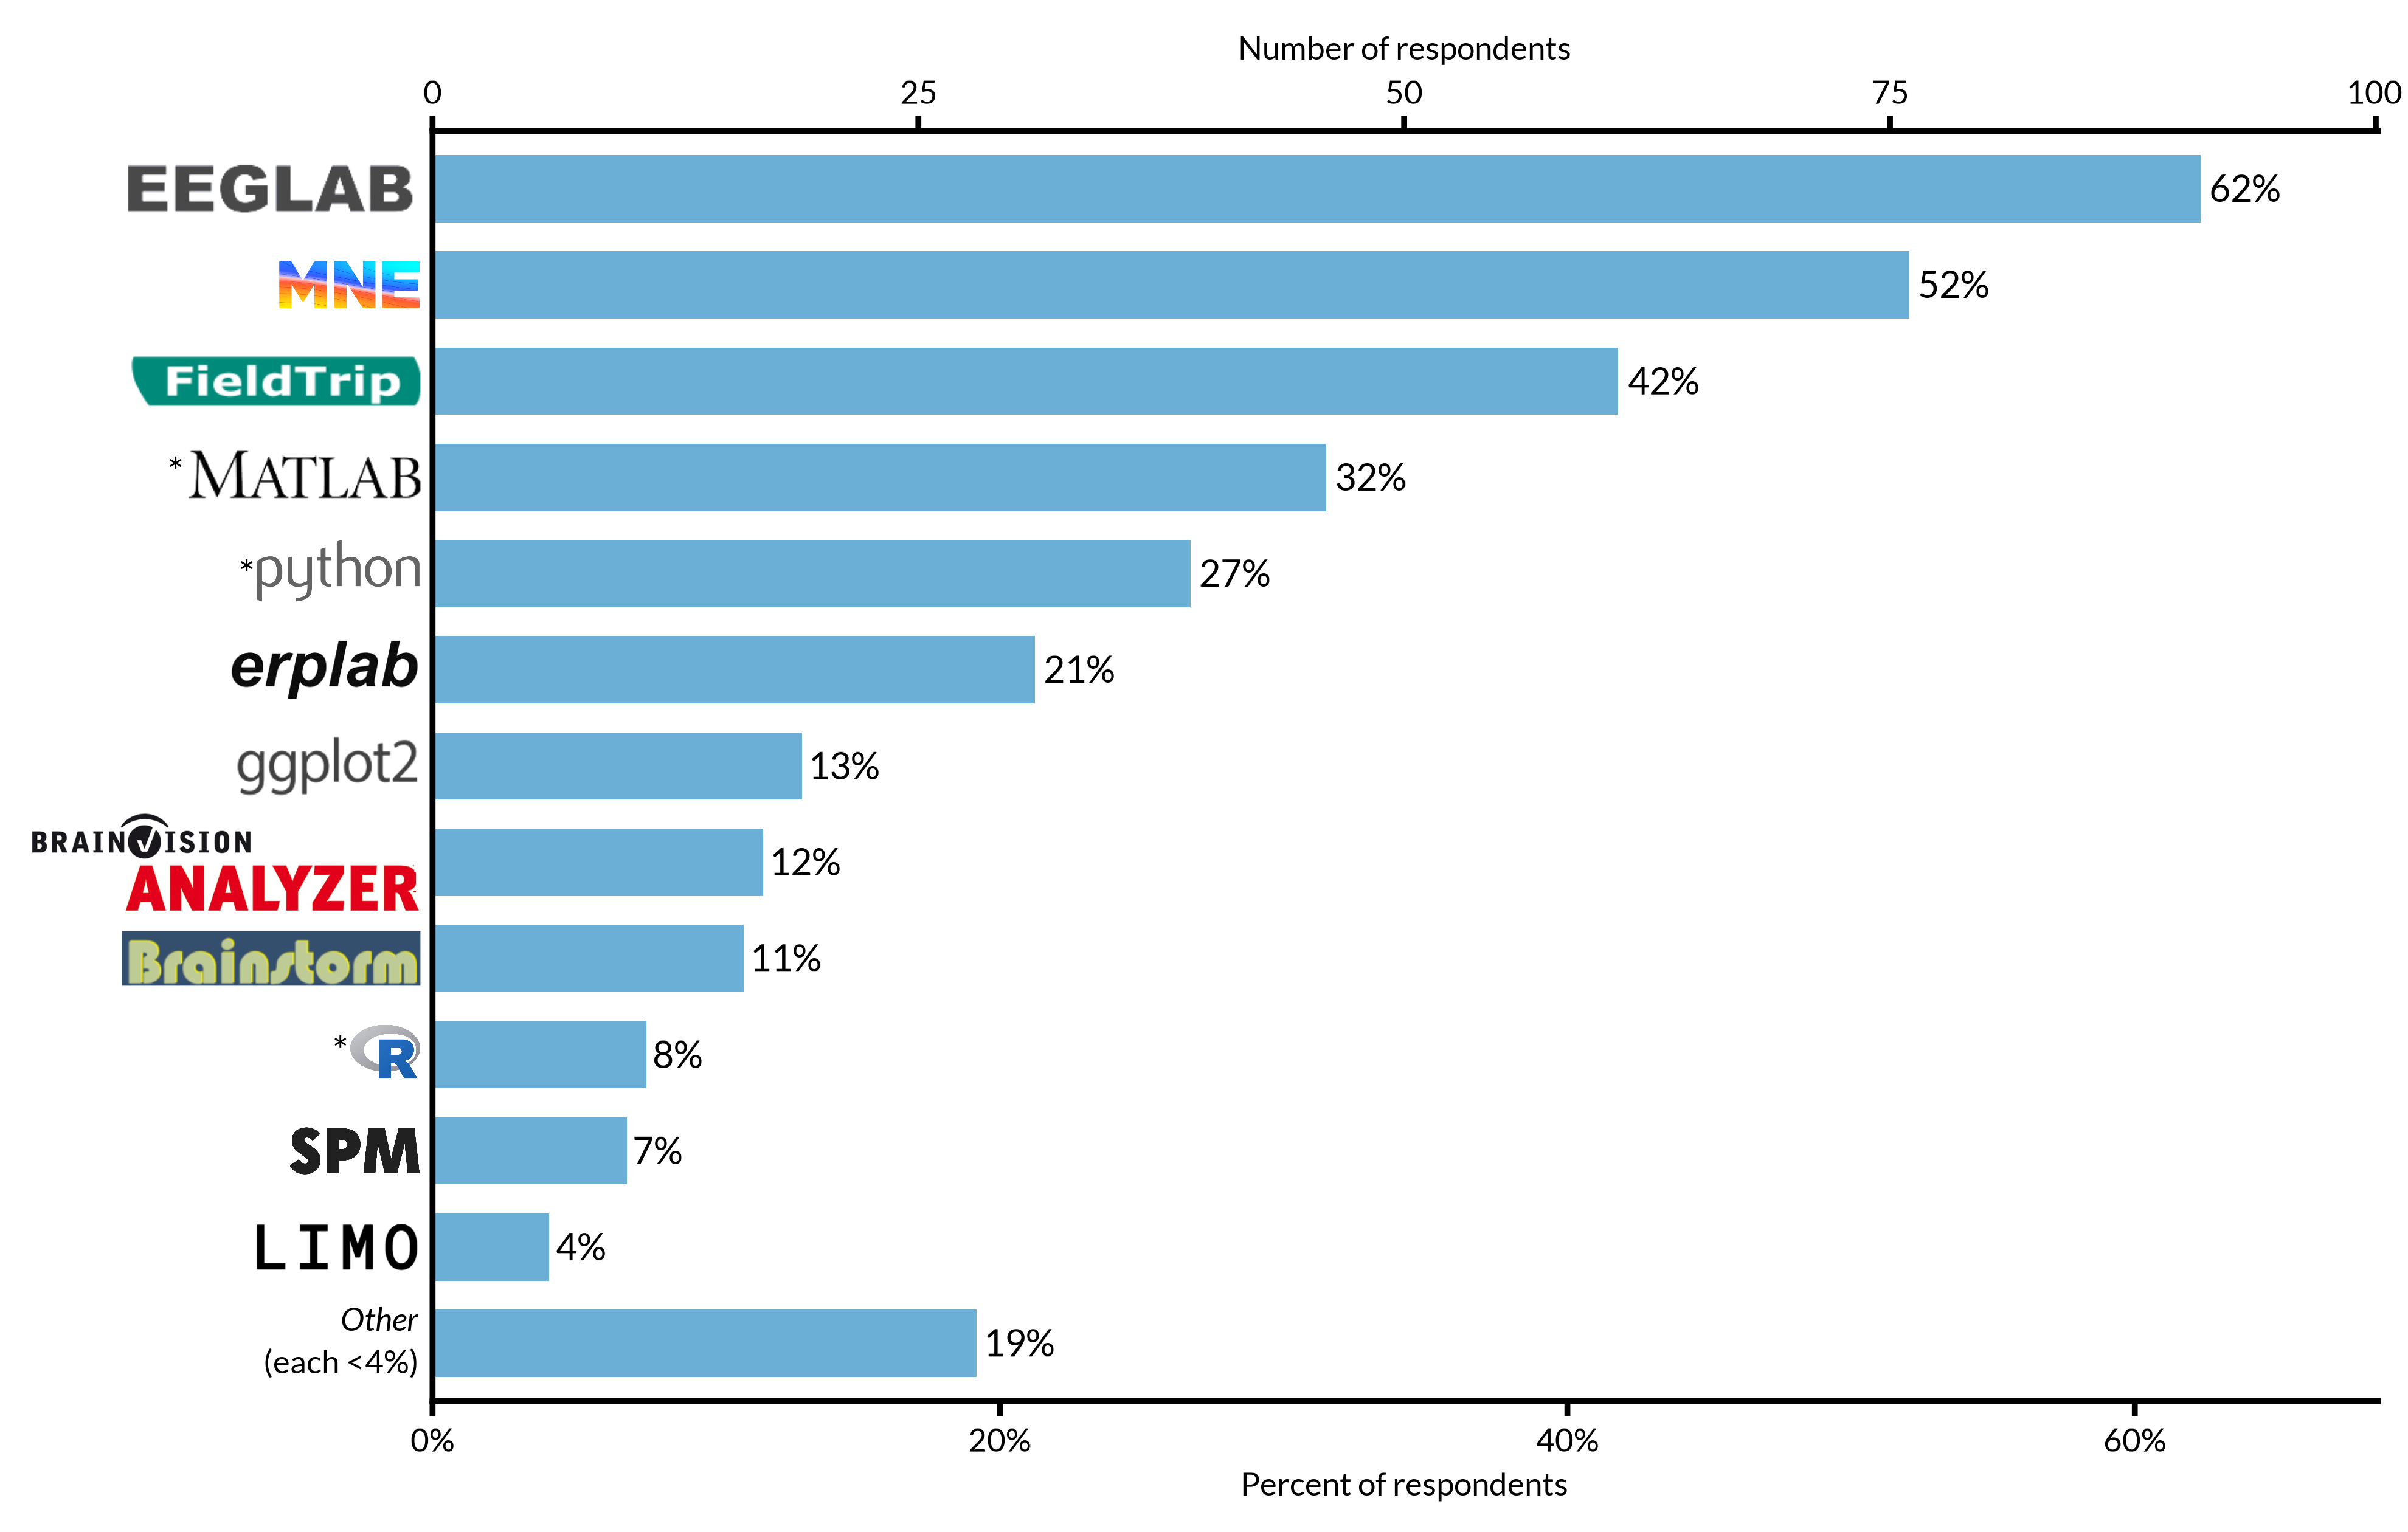 Number of respondents
0 25 50 75 100
EEGLAB 62%
MNE 52%
FieldTrip 42%
*MATLAB 32%
*python 27%
erplab 21%
ggplot2 13%
BRAINVISION
ANALYZER 12%
Brainstorm 11%
*R 8%
SPM 7%
LIMO 4%
Other
(each <4%) 19%
0% 20% 40% 60%
Percent of respondents